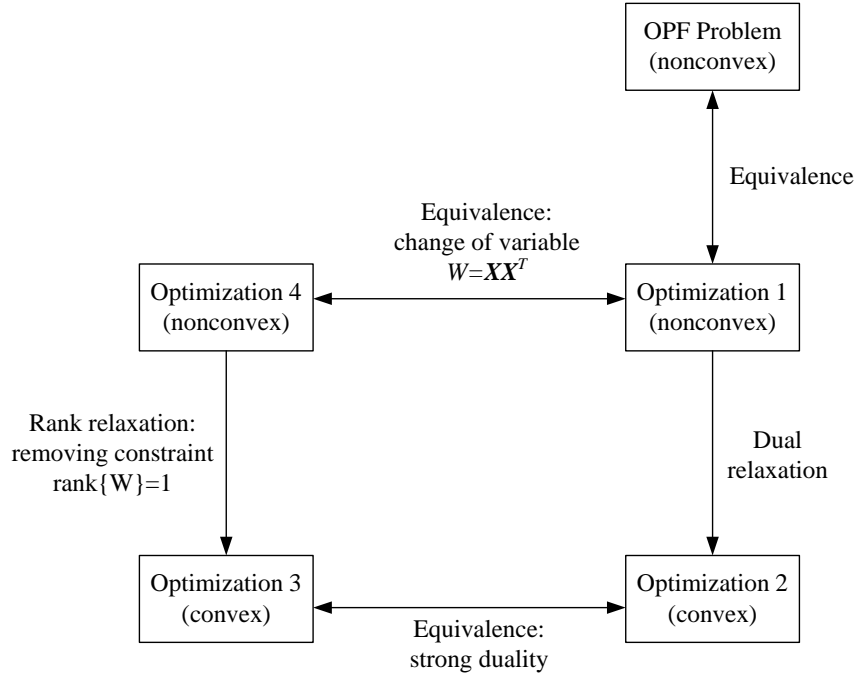 OPF Problem
(nonconvex)
Equivalence
Equivalence:
change of variable
W=XX^T
Optimization 4
(nonconvex)
Optimization 1
(nonconvex)
Rank relaxation:
removing constraint
rank{W}=1
Dual
relaxation
Optimization 3
(convex)
Optimization 2
(convex)
Equivalence:
strong duality